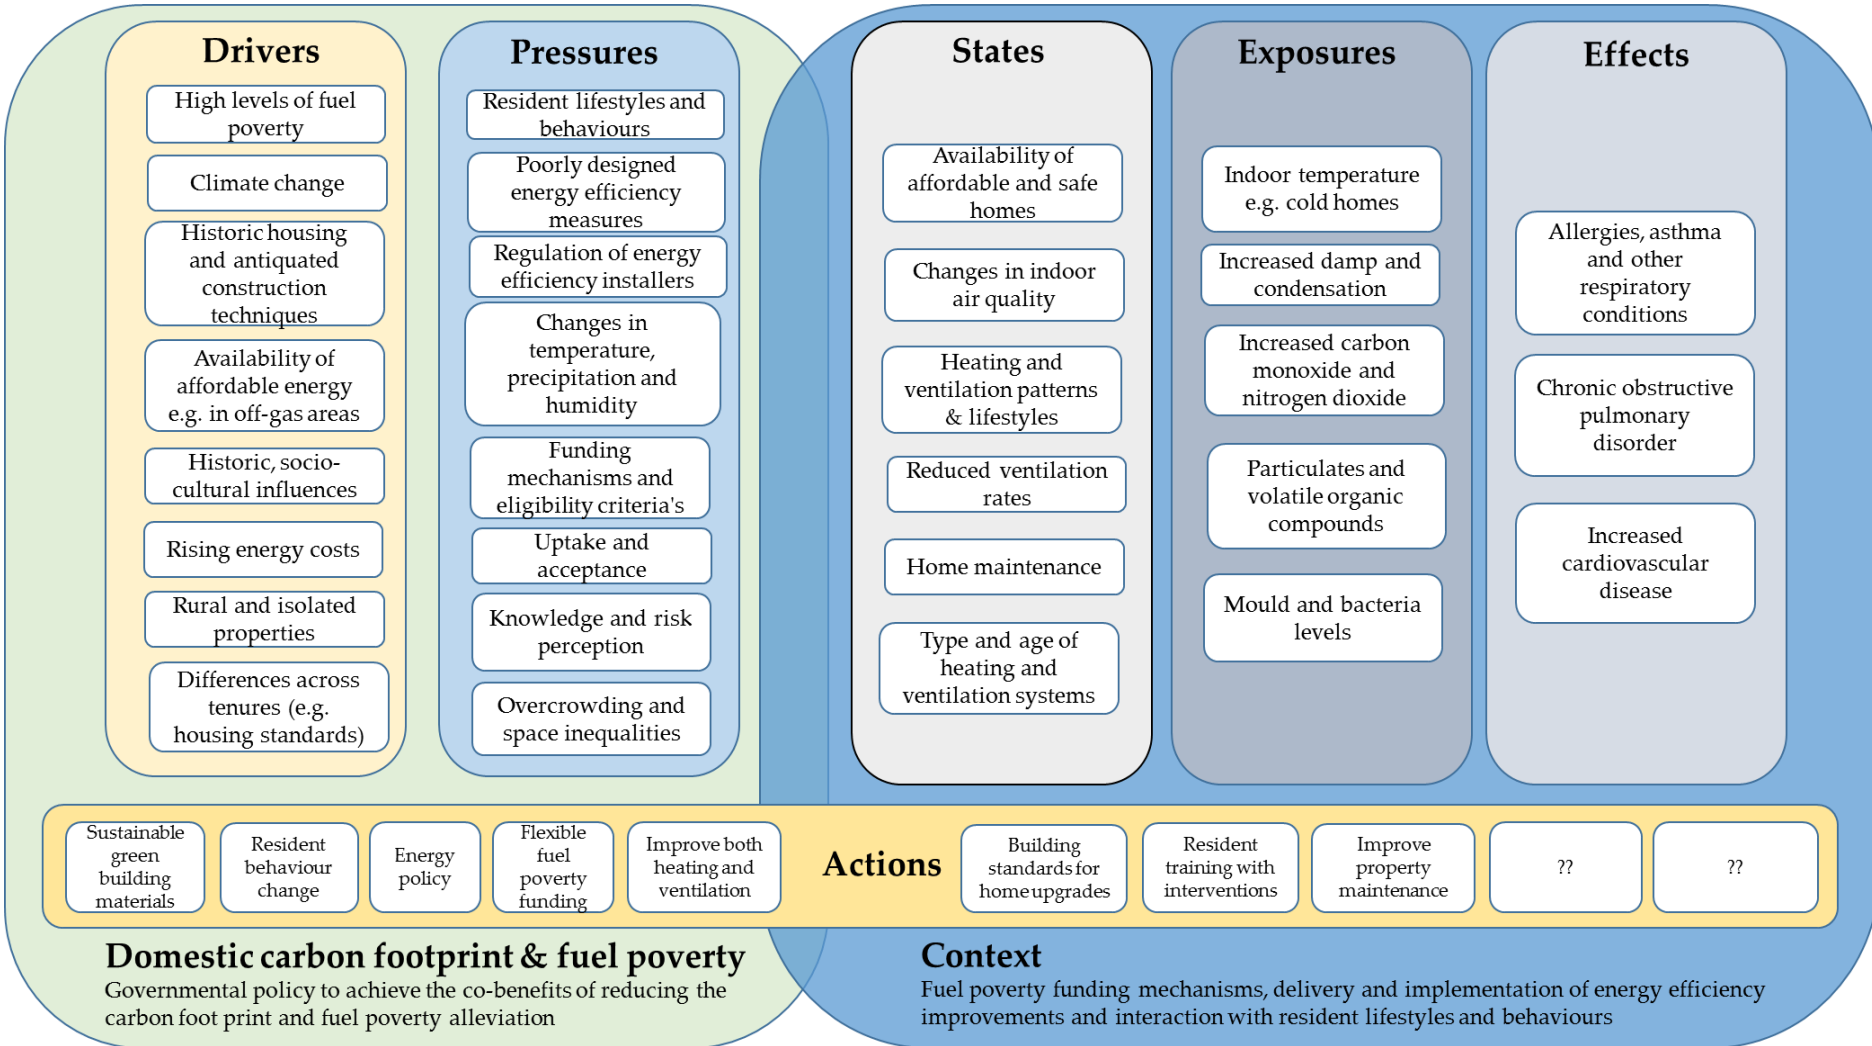 Drivers
High levels of fuel
poverty
Climate change
Historic housing
and antiquated
construction
techniques
Availability of
affordable energy
e.g. in off-gas areas
Historic, socio-
cultural influences
Rising energy costs
Rural and isolated
properties
Differences across
tenures (e.g.
housing standards)
Pressures
Resident lifestyles and
behaviours
Poorly designed
energy efficiency
measures
Regulation of energy
efficiency installers
Changes in
temperature,
precipitation and
humidity
Funding
mechanisms and
eligibility criteria's
Uptake and
acceptance
Knowledge and risk
perception
Overcrowding and
space inequalities
States
Availability of
affordable and safe
homes
Changes in indoor
air quality
Heating and
ventilation patterns
& lifestyles
Reduced ventilation
rates
Home maintenance
Type and age of
heating and
ventilation systems
Exposures
Indoor temperature
e.g. cold homes
Increased damp and
condensation
Increased carbon
monoxide and
nitrogen dioxide
Particulates and
volatile organic
compounds
Mould and bacteria
levels
Effects
Allergies, asthma
and other
respiratory
conditions
Chronic obstructive
pulmonary
disorder
Increased
cardiovascular
disease
Sustainable
green
building
materials
Resident
behaviour
change
Energy
policy
Flexible
fuel
poverty
funding
Improve both
heating and
ventilation
Actions
Building
standards for
home upgrades
Resident
training with
interventions
Improve
property
maintenance
??
??
Domestic carbon footprint & fuel poverty
Governmental policy to achieve the co-benefits of reducing the
carbon foot print and fuel poverty alleviation
Context
Fuel poverty funding mechanisms, delivery and implementation of energy efficiency
improvements and interaction with resident lifestyles and behaviours